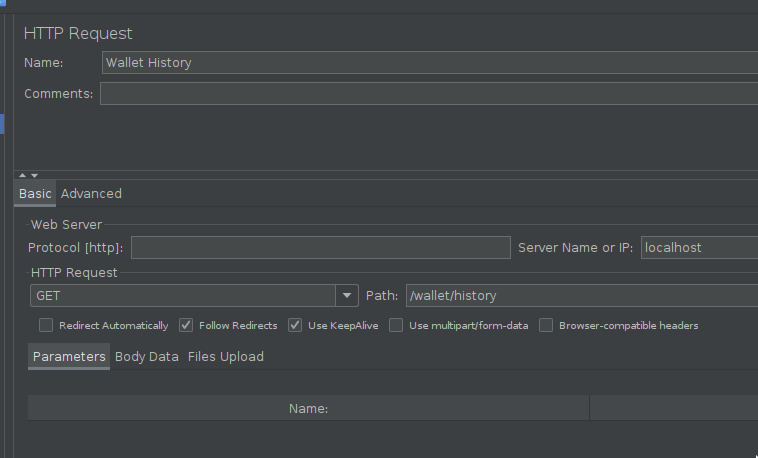 HTTP Request
Name: Wallet History
Comments:
Basic Advanced
Web Server
Protocol [http]: Server Name or IP: localhost
HTTP Request
GET Path: /wallet/history
Redirect Automatically Follow Redirects Use KeepAlive Use multipart/form-data Browser-compatible headers
Parameters Body Data Files Upload
Name: